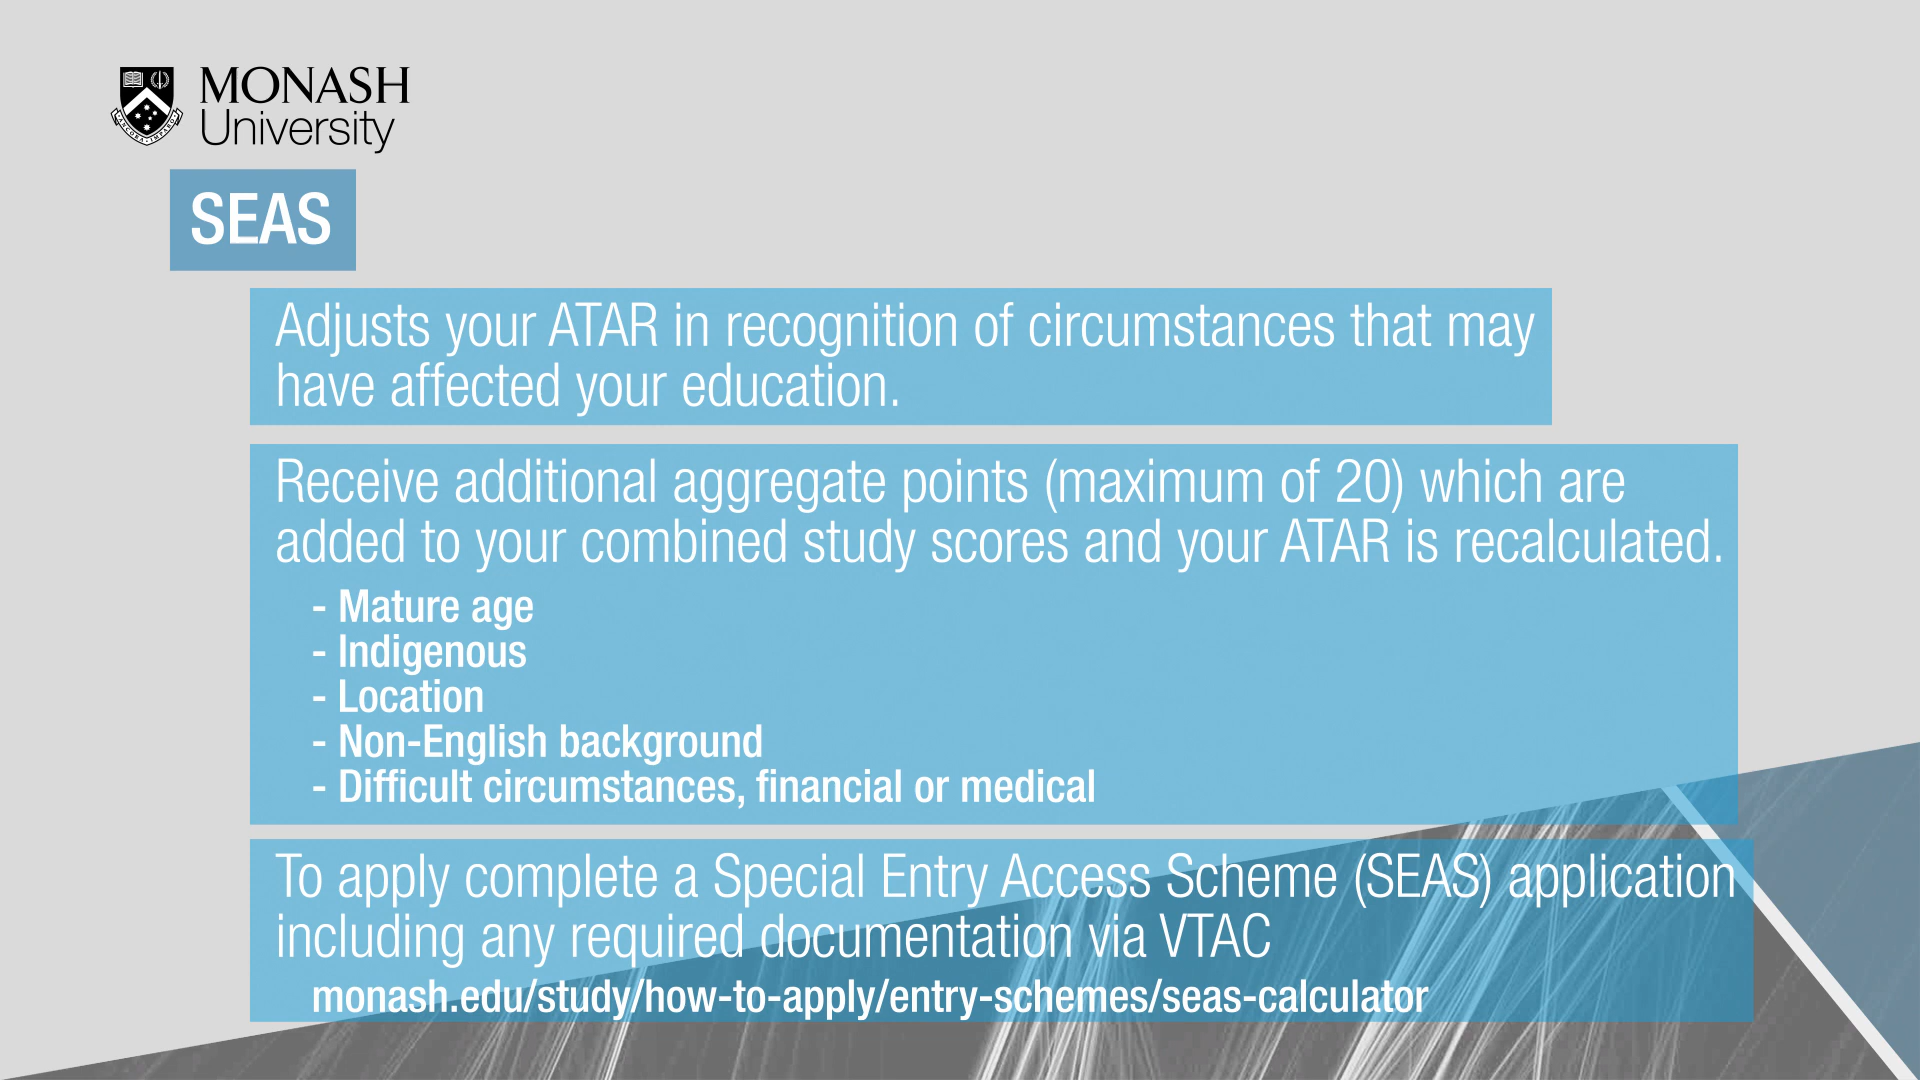 MONASH
University
SEAS
Adjusts your ATAR in recognition of circumstances that may
have affected your education.
Receive additional aggregate points (maximum of 20) which are
added to your combined study scores and your ATAR is recalculated.
- Mature age
- Indigenous
- Location
- Non-English background
- Difficult circumstances, financial or medical
To apply complete a Special Entry Access Scheme (SEAS) application
including any required documentation via VTAC
monash.edu/study/how-to-apply/entry-schemes/seas-calculator